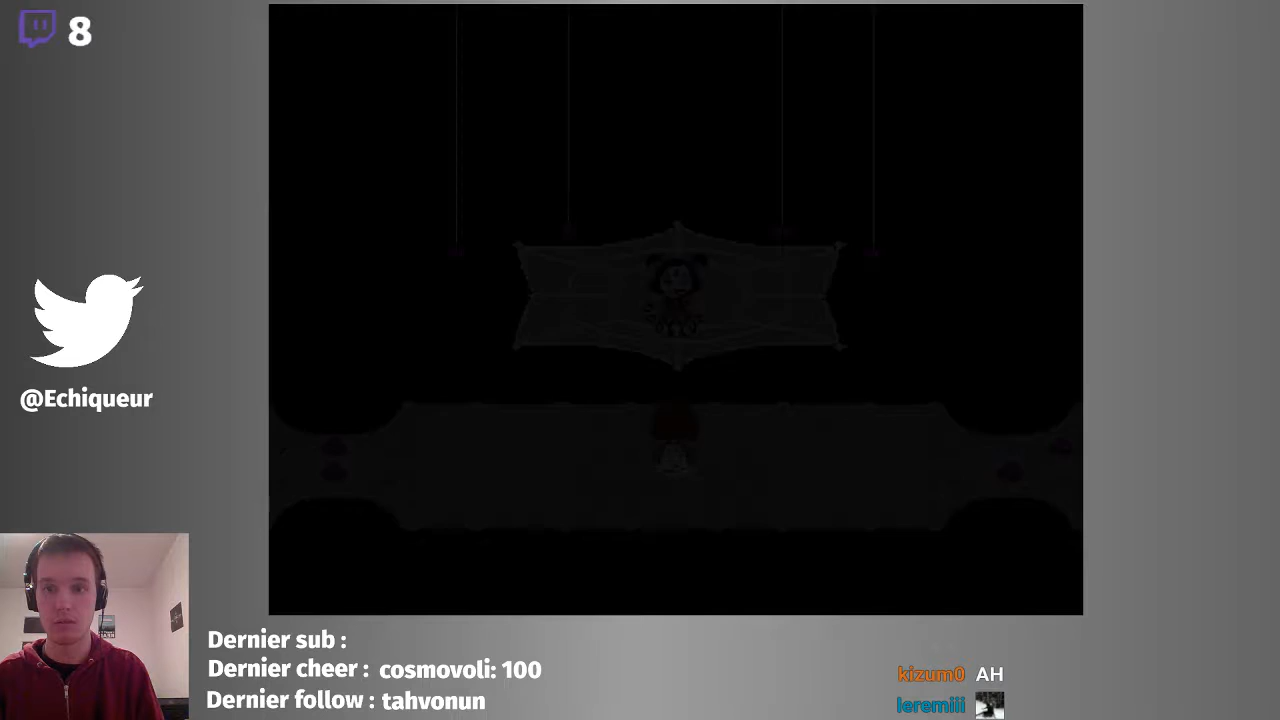 8
@Echiqueur
Dernier sub :
Dernier cheer : cosmovoli: 100
Dernier follow : tahvonun
kizum0 AH
leremiii